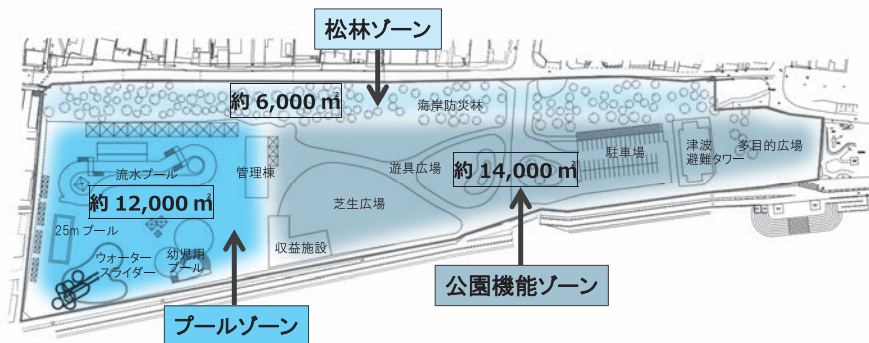 松林ゾーン
約 6,000 ㎡
海岸防災林
流水プール
管理棟
遊具広場
駐車場
津波
避難タワー
多目的広場
約 14,000 ㎡
約 12,000 ㎡
芝生広場
25m プール
ウォーター
スライダー
幼児用
プール
収益施設
公園機能ゾーン
プールゾーン